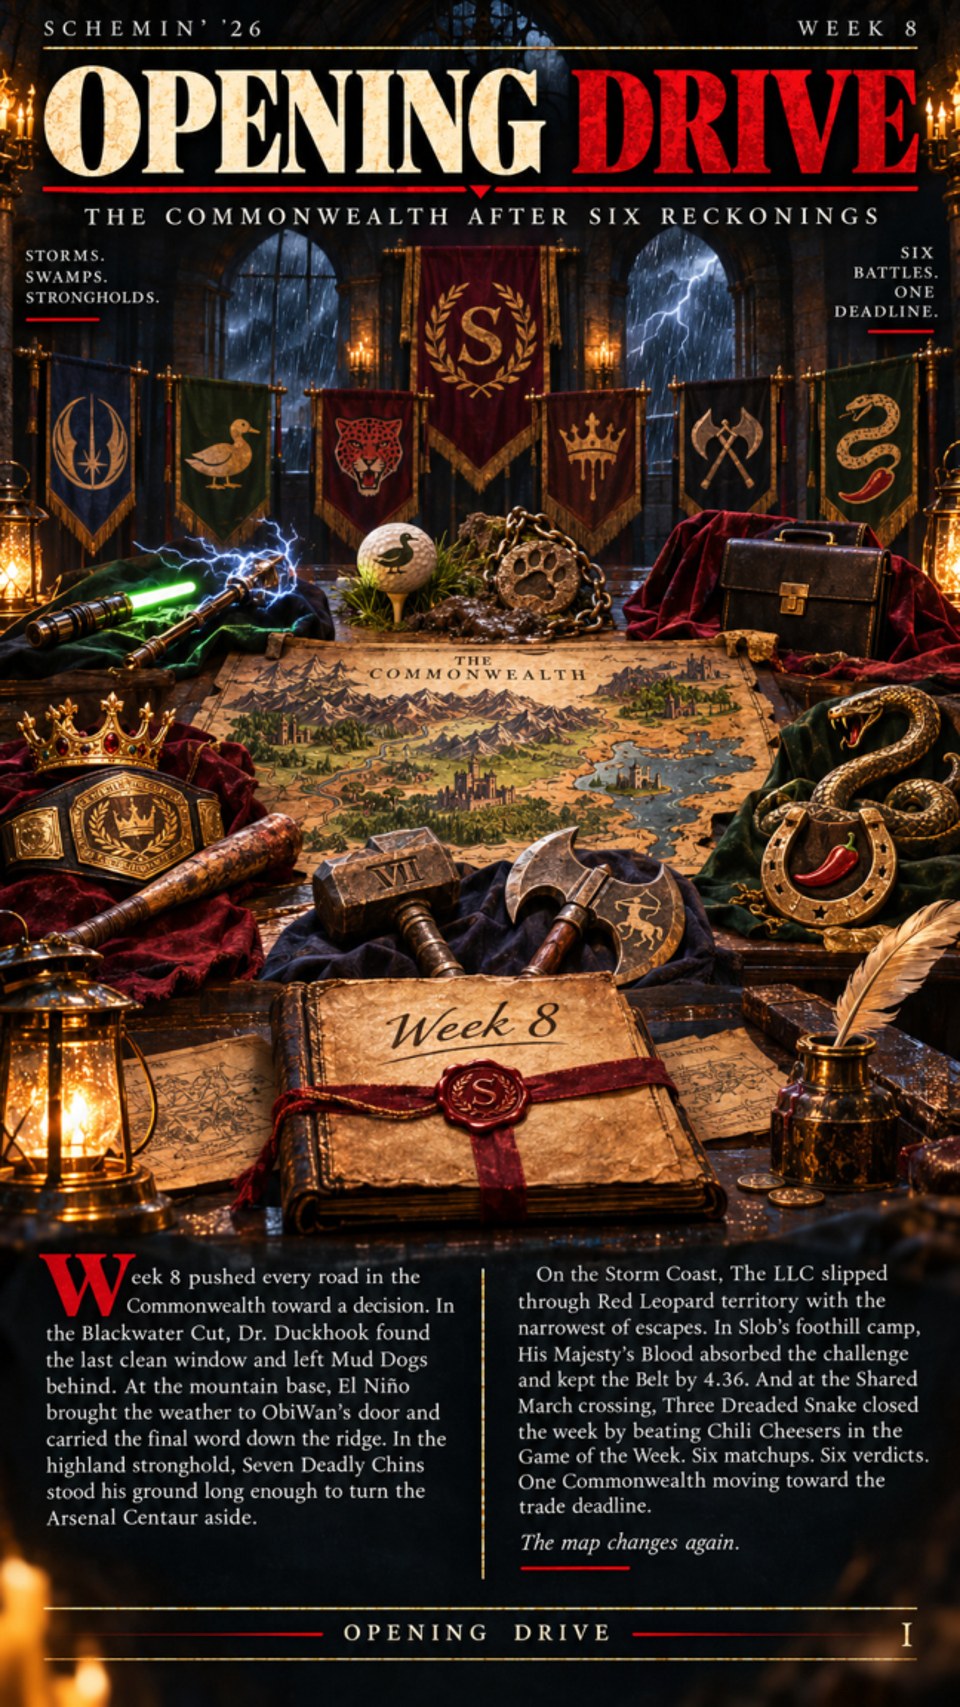 SCHEMIN' '26
WEEK 8
OPENING DRIVE
THE COMMONWEALTH AFTER SIX RECKONINGS
STORMS.
SWAMPS.
STRONGHOLDS.
SIX
BATTLES.
ONE
DEADLINE.
S
THE
COMMONWEALTH
VII
Week 8
S
Week 8 pushed every road in the
Commonwealth toward a decision. In
the Blackwater Cut, Dr. Duckhook found
the last clean window and left Mud Dogs
behind. At the mountain base, El Niño
brought the weather to ObiWan's door and
carried the final word down the ridge. In the
highland stronghold, Seven Deadly Chins
stood his ground long enough to turn the
Arsenal Centaur aside.
On the Storm Coast, The LLC slipped
through Red Leopard territory with the
narrowest of escapes. In Slob's foothill camp,
His Majesty's Blood absorbed the challenge
and kept the Belt by 4.36. And at the Shared
March crossing, Three Dreaded Snake closed
the week by beating Chili Cheesers in the
Game of the Week. Six matchups. Six verdicts.
One Commonwealth moving toward the
trade deadline.
The map changes again.
OPENING DRIVE
I